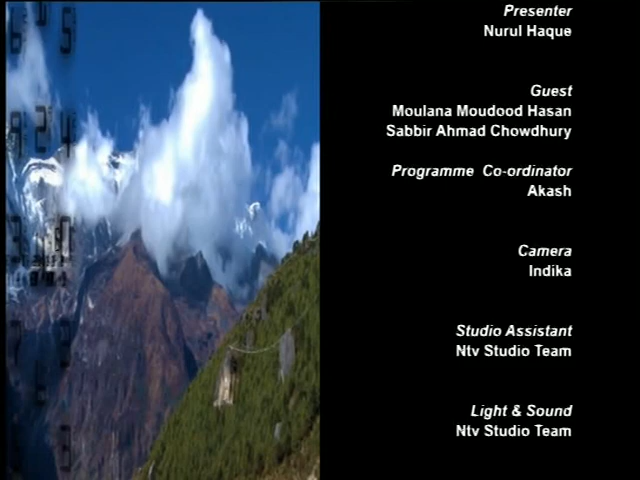 Presenter
Nurul Haque
Guest
Moulana Moudood Hasan
Sabbir Ahmad Chowdhury
Programme Co-ordinator
Akash
Camera
Indika
Studio Assistant
Ntv Studio Team
Light & Sound
Ntv Studio Team